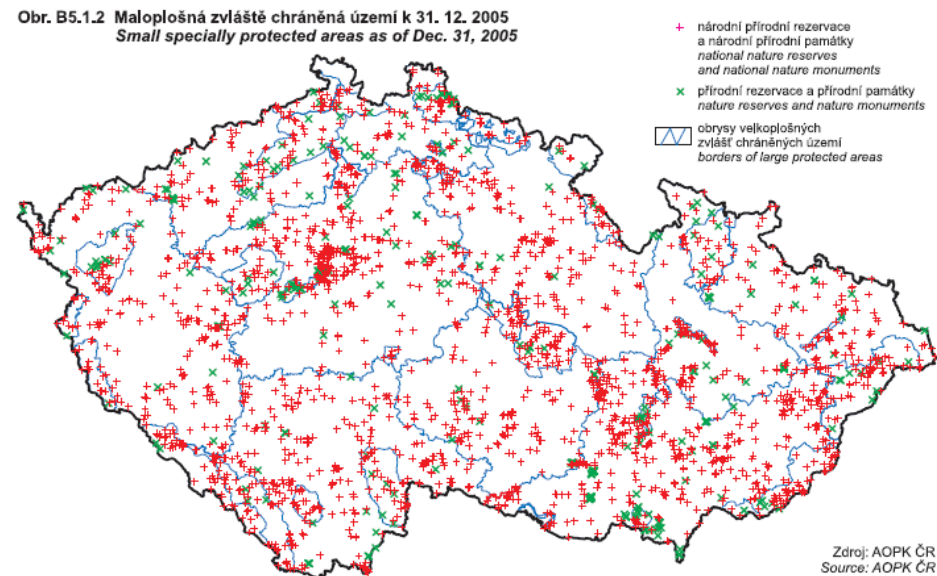 Obr. B5.1.2 Maloplošná zvláště chráněná území k 31. 12. 2005
Small specially protected areas as of Dec. 31, 2005
národní přírodní rezervace
a národní přírodní památky
national nature reserves
and national nature monuments
přírodní rezervace a přírodní památky
nature reserves and nature monuments
obrysy velkoplošných
zvlášť chráněných území
borders of large protected areas
Zdroj: AOPK ČR
Source: AOPK ČR